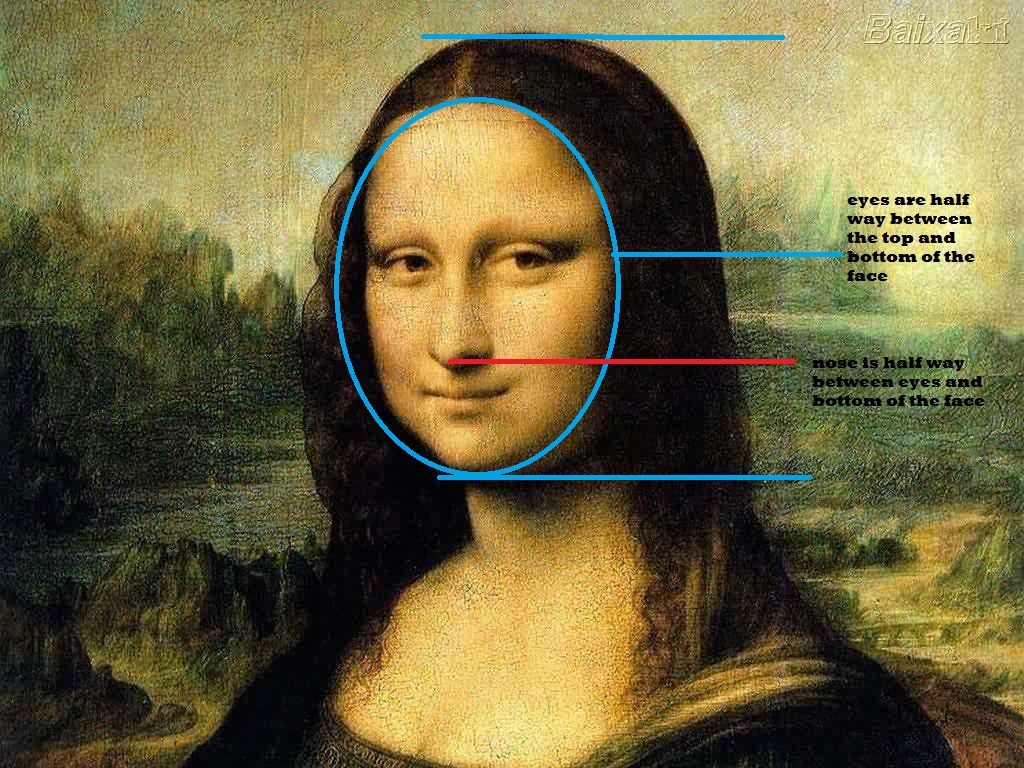 Baixaki
eyes are half
way between
the top and
bottom of the
face
nose is half way
between eyes and
bottom of the face